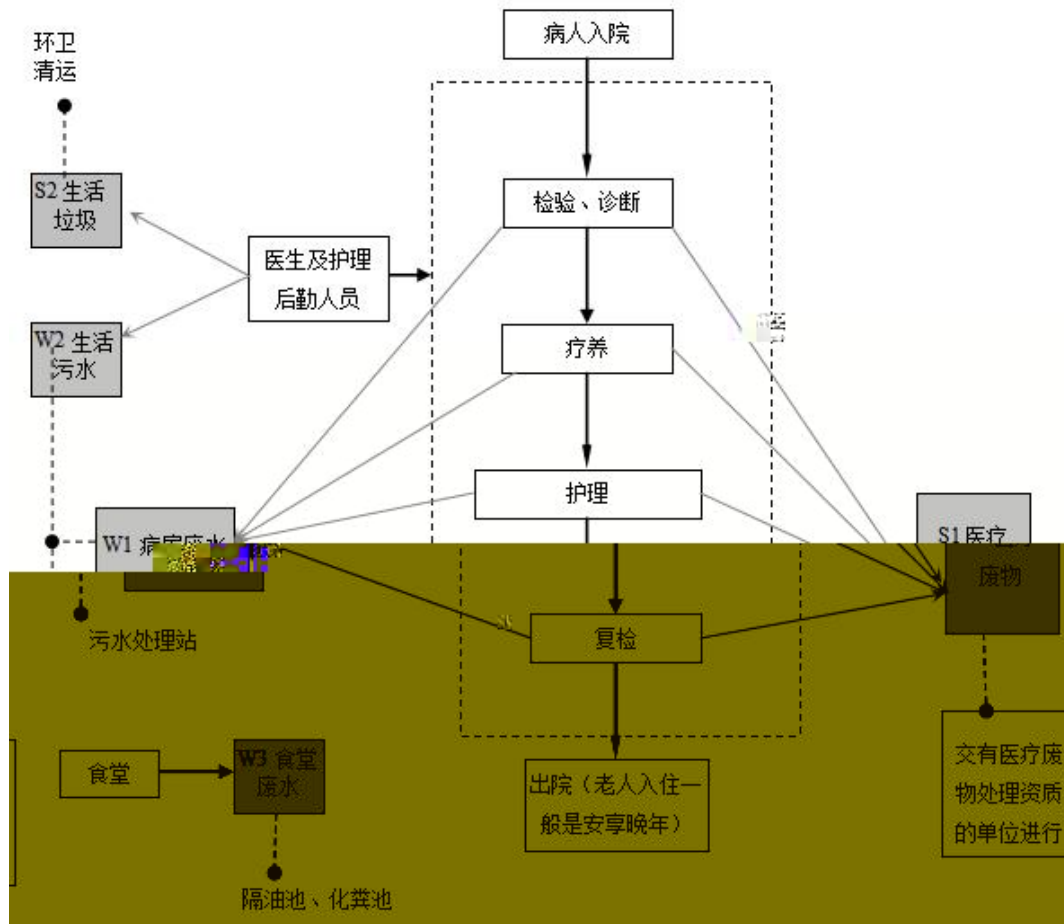 病人入院
环卫
清运
S2 生活
垃圾
检验、诊断
医生及护理
后勤人员
W2 生活
污水
疗养
护理
W1 病房废水
S1 医疗
废物
污水处理站
复检
食堂
W3 食堂
废水
出院（老人入住一
般是安享晚年）
交有医疗废
物处理资质
的单位进行
隔油池、化粪池